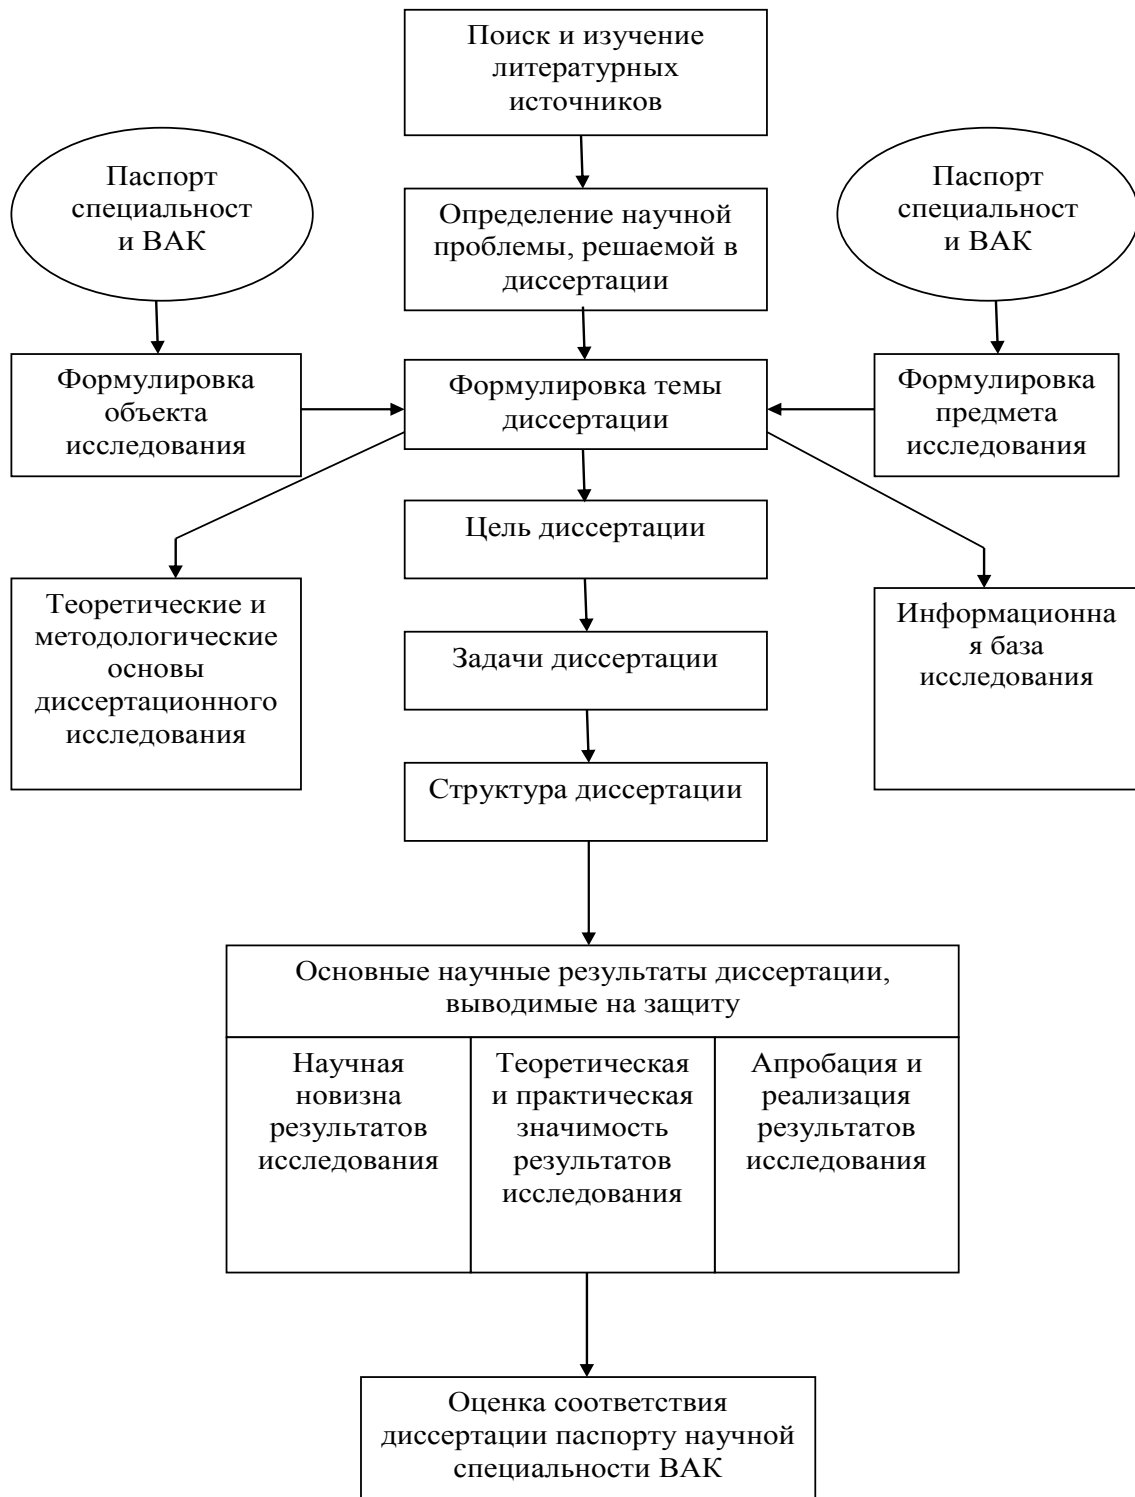 Поиск и изучение
литературных
источников
Паспорт
специальност
и ВАК
Определение научной
проблемы, решаемой в
диссертации
Паспорт
специальност
и ВАК
Формулировка
объекта
исследования
Формулировка темы
диссертации
Формулировка
предмета
исследования
Цель диссертации
Теоретические и
методологические
основы
диссертационного
исследования
Задачи диссертации
Информационна
я база
исследования
Структура диссертации
Основные научные результаты диссертации,
выводимые на защиту
Научная
новизна
результатов
исследования
Теоретическая
и практическая
значимость
результатов
исследования
Апробация и
реализация
результатов
исследования
Оценка соответствия
диссертации паспорту научной
специальности ВАК